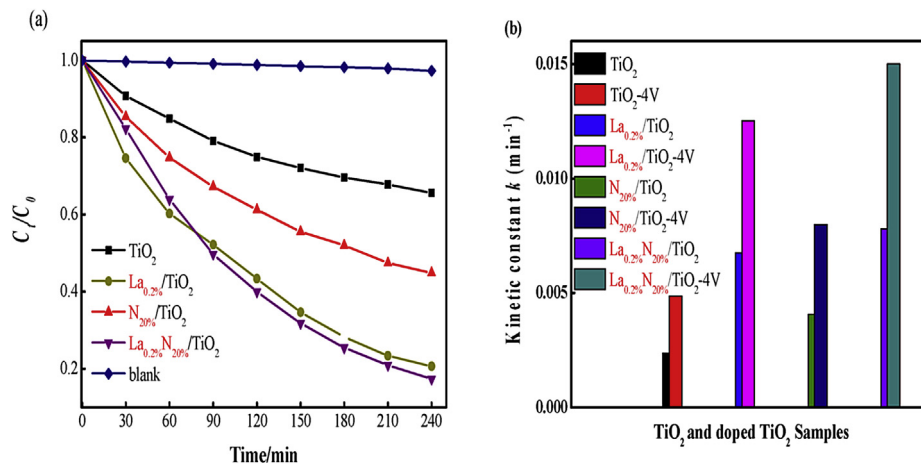 (a)
1.0
0.8
0.6
0.4
0.2
C_t/C_0
TiO₂
La₀.₂%/TiO₂
N₂₀%/TiO₂
La₀.₂%N₂₀%/TiO₂
blank
0 30 60 90 120 150 180 210 240
Time/min
(b)
0.015
0.010
0.005
0.000
Kinetic constant k (min⁻¹)
TiO₂
TiO₂-4V
La₀.₂%/TiO₂
La₀.₂%/TiO₂-4V
N₂₀%/TiO₂
N₂₀%/TiO₂-4V
La₀.₂%N₂₀%/TiO₂
La₀.₂%N₂₀%/TiO₂-4V
TiO₂ and doped TiO₂ Samples